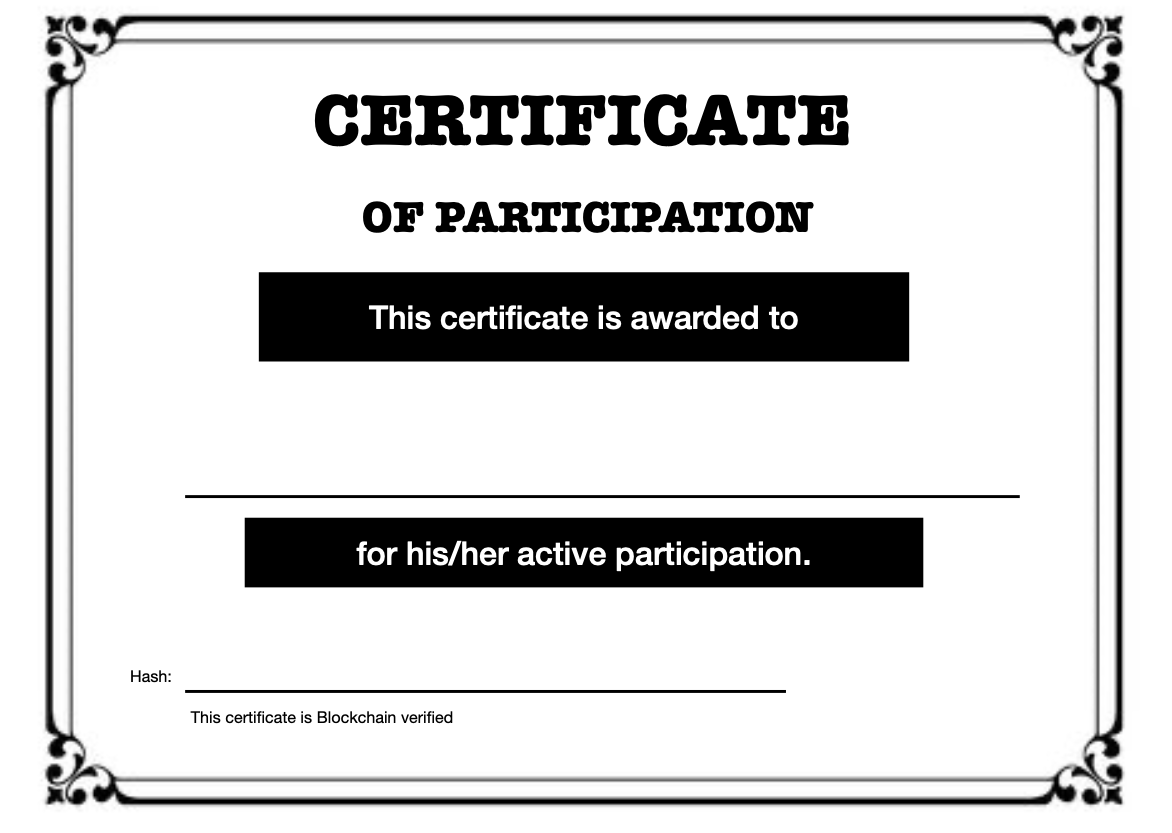 CERTIFICATE
OF PARTICIPATION
This certificate is awarded to
for his/her active participation.
Hash:
This certificate is Blockchain verified